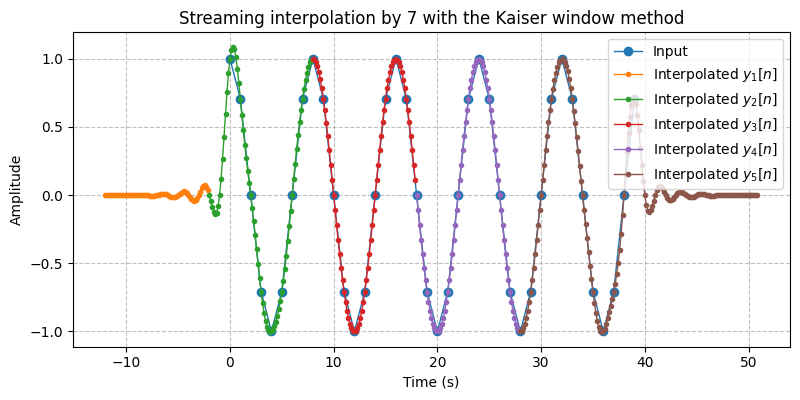 Streaming interpolation by 7 with the Kaiser window method
Amplitude
1.0
0.5
0.0
−0.5
−1.0
Input
Interpolated y₁[n]
Interpolated y₂[n]
Interpolated y₃[n]
Interpolated y₄[n]
Interpolated y₅[n]
−10 0 10 20 30 40 50
Time (s)